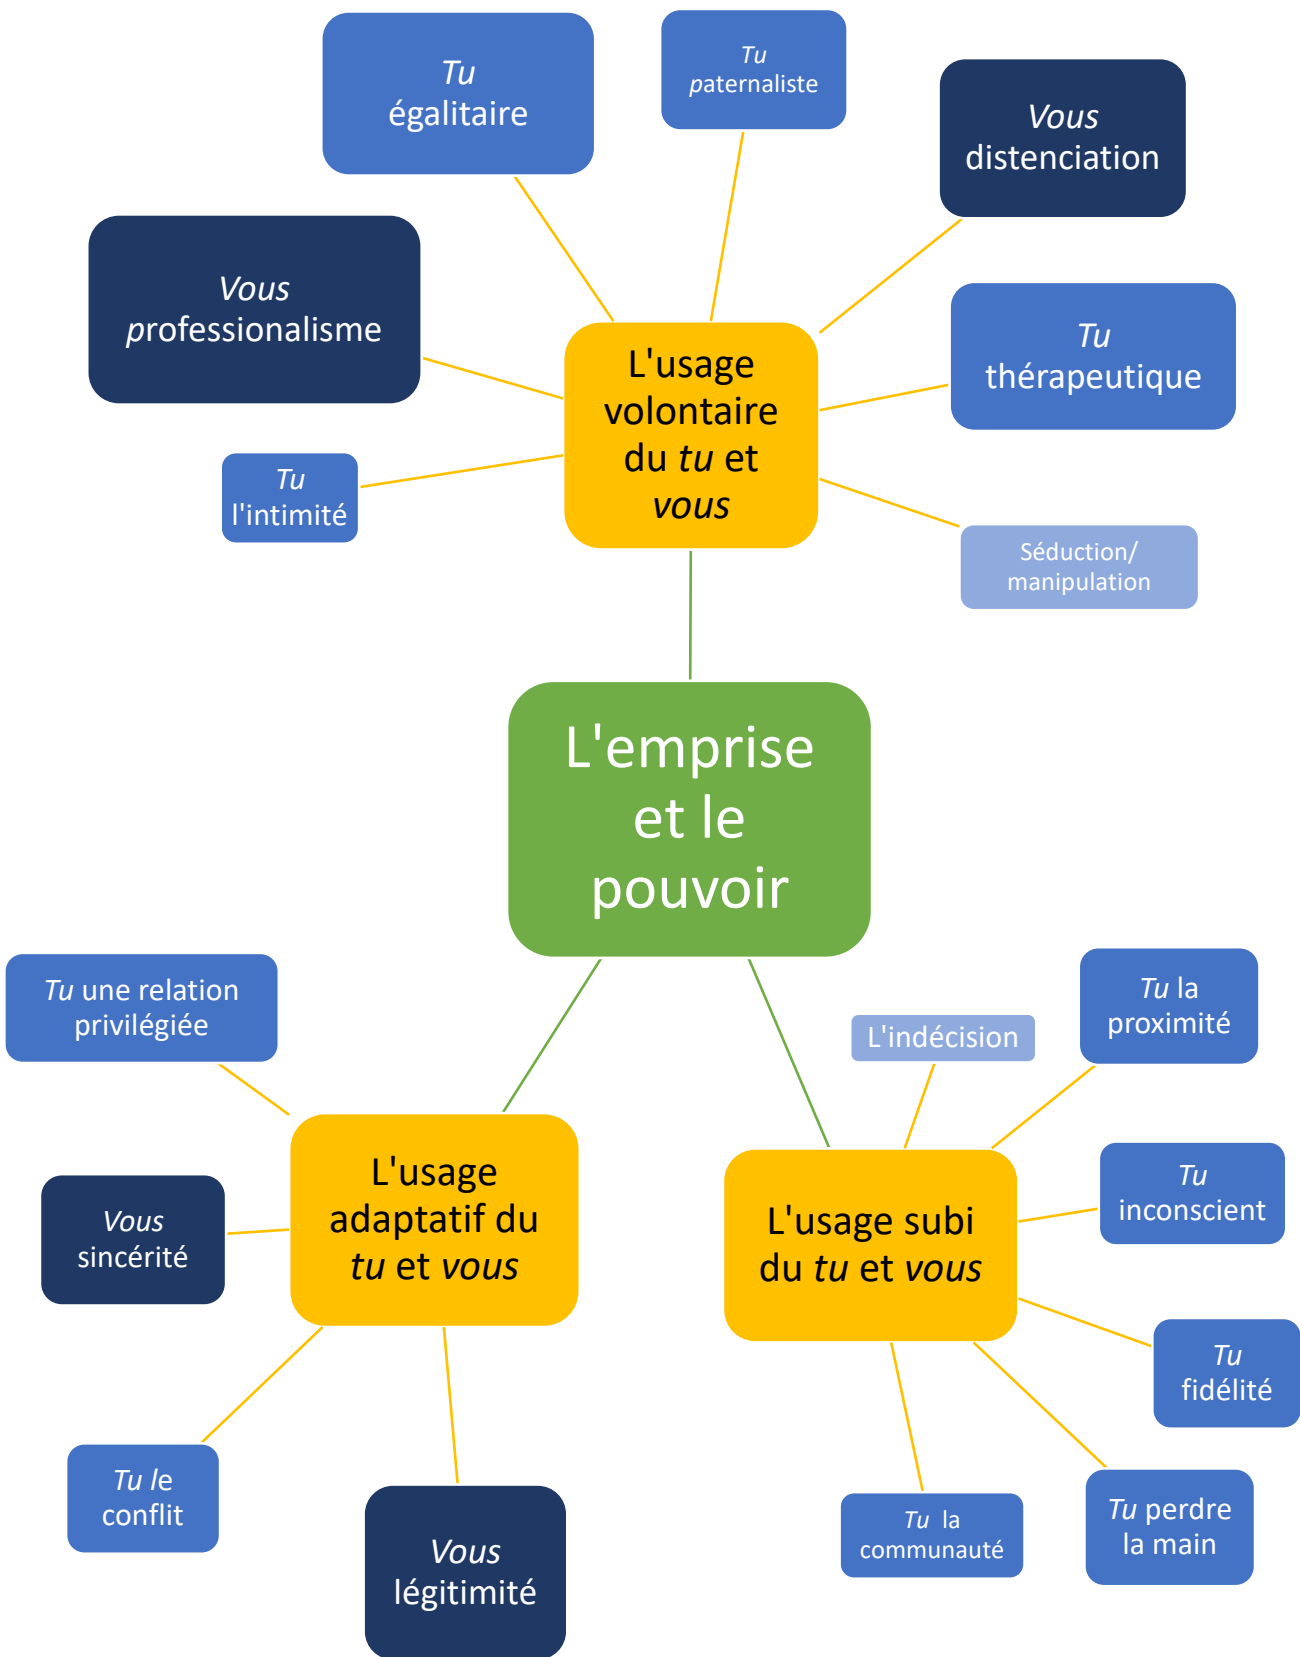 Tu
égalitaire
Tu
paternaliste
Vous
distenciation
Vous
professionalisme
Tu
thérapeutique
L'usage
volontaire
du tu et
vous
Tu
l'intimité
Séduction/
manipulation
L'emprise
et le
pouvoir
Tu une relation
privilégiée
Vous
sincérité
L'usage
adaptatif du
tu et vous
Tu le
conflit
Vous
légitimité
L'indécision
Tu la
proximité
Tu
inconscient
L'usage subi
du tu et vous
Tu
fidélité
Tu perdre
la main
Tu la
communauté